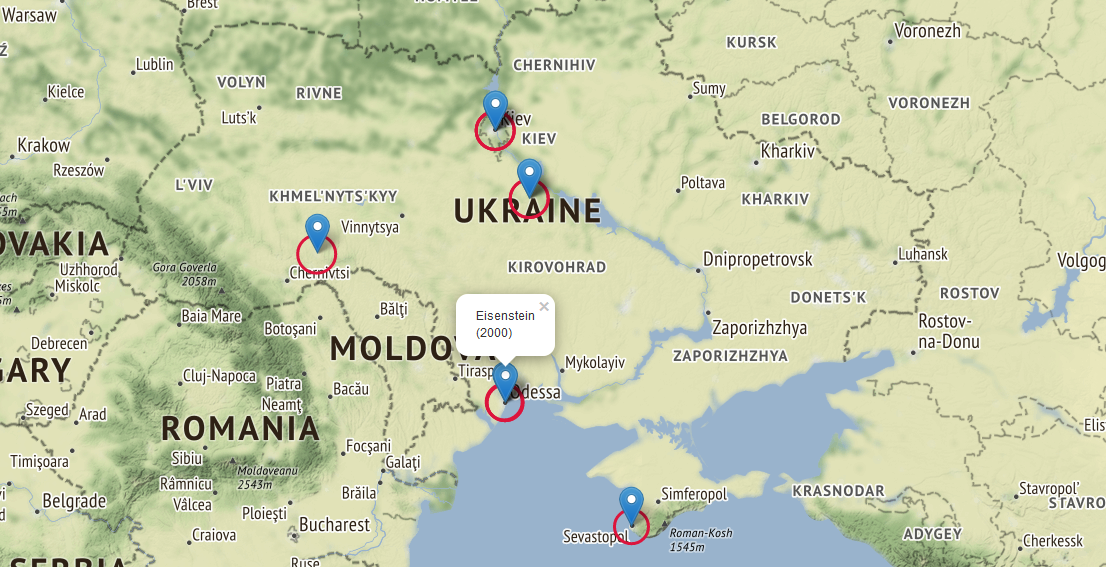 Brest
Warsaw
CHERNIHIV
KURSK
Voronezh
Lublin
VOLYN
RIVNE
Kielce
Sumy
VORONEZH
Luts'k
Kiev
BELGOROD
KIEV
Krakow
Kharkiv
Rzeszów
L'VIV
Poltava
KHMEL'NYTS'KYY
KHARKIV
UKRAINE
Vinnytsya
OVAKIA
Uzhhorod
Gora Goverla
2058m
Chernivtsi
KIROVOHRAD
Dnipropetrovsk
Luhansk
Volgog
Miskolc
DONETS'K
ROSTOV
Baia Mare
Bălţi
Eisenstein
(2000)
×
Botoşani
Zaporizhzhya
Rostov-
na-Donu
Debrecen
MOLDOVA
ZAPORIZHZHYA
GARY
Cluj-Napoca
Piatra
Neamţ
Bacău
Tirasp
Mykolayiv
Odessa
Szeged
Arad
ROMANIA
Elis
Timişoara
Sibiu
Focşani
Moldoveanu
2543m
Galaţi
Râmnicu
Vâlcea
Brăila
Simferopol
KRASNODAR
Stavropol'
STAVRO
Belgrade
Ploieşti
Craiova
Bucharest
Sevastopol
Roman-Kosh
1545m
ADYGEY
Cherkessk
Ruse
SERBIA